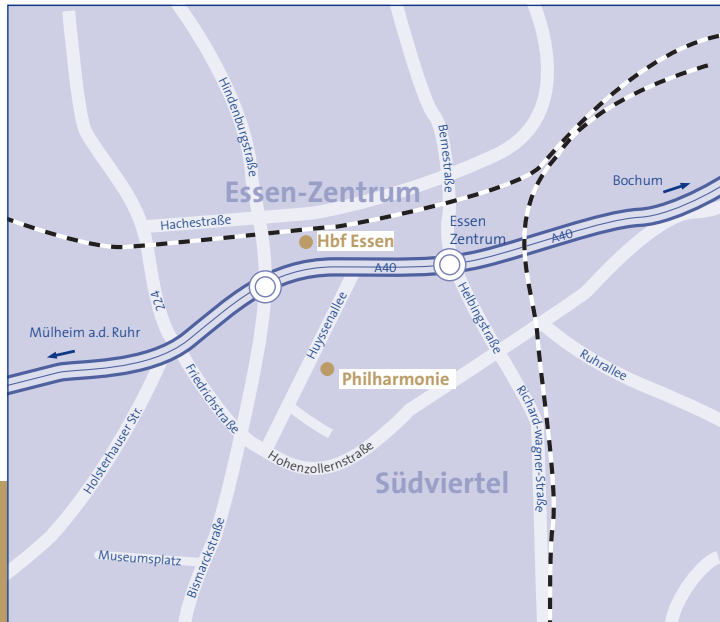 Hindenburgstraße
Bernestraße
Bochum
Essen-Zentrum
Hachestraße
Essen
Zentrum
Hbf Essen
A40
A40
224
Huyssenallee
Helbingstraße
Mülheim a.d. Ruhr
Ruhrallee
Philharmonie
Friedrichstraße
Richard-wagner-Straße
Holsterhauser Str.
Hohenzollernstraße
Südviertel
Museumsplatz
Bismarckstraße